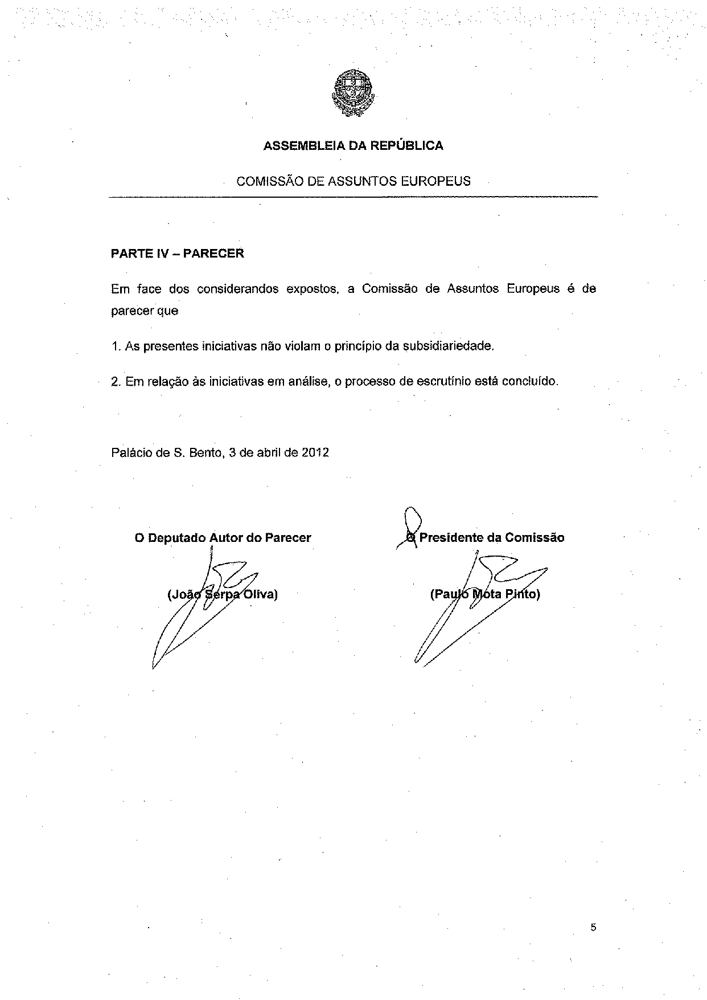 ASSEMBLEIA DA REPÚBLICA
COMISSÃO DE ASSUNTOS EUROPEUS
PARTE IV – PARECER
Em face dos considerandos expostos, a Comissão de Assuntos Europeus é de
parecer que
1. As presentes iniciativas não violam o princípio da subsidiariedade.
2. Em relação às iniciativas em análise, o processo de escrutínio está concluído.
Palácio de S. Bento, 3 de abril de 2012
O Deputado Autor do Parecer
O Presidente da Comissão
(João Serpa Oliva)
(Paulo Mota Pinto)
5